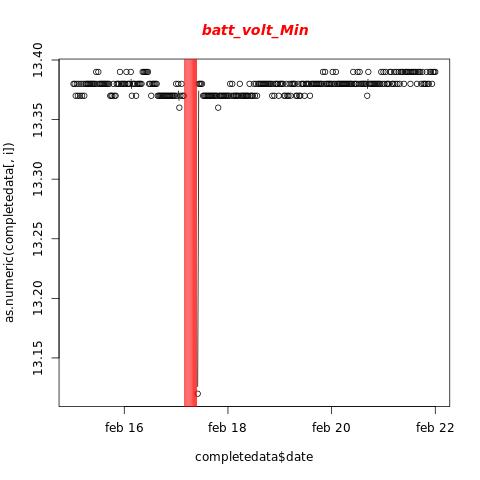 batt_volt_Min
as.numeric(completedata[, i])
13.40
13.35
13.30
13.25
13.20
13.15
feb 16
feb 18
feb 20
feb 22
completedata$date